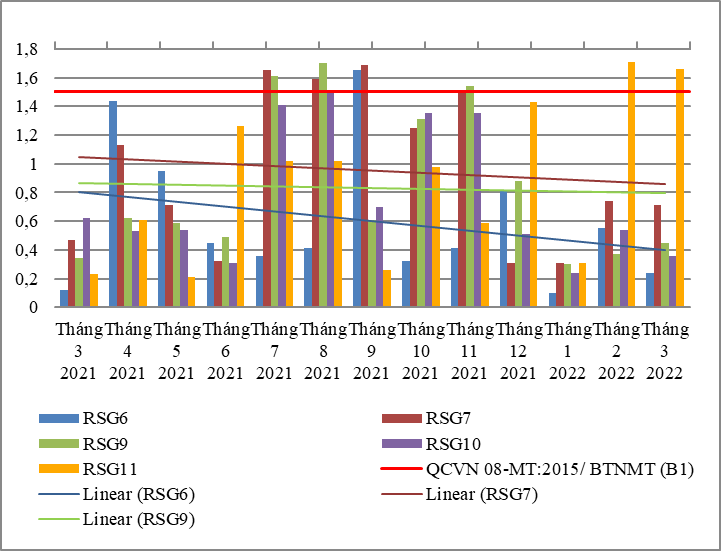 1,8
1,6
1,4
1,2
1
0,8
0,6
0,4
0,2
0
Tháng Tháng Tháng Tháng Tháng Tháng Tháng Tháng Tháng Tháng Tháng Tháng Tháng
3 4 5 6 7 8 9 10 11 12 1 2 3
2021 2021 2021 2021 2021 2021 2021 2021 2021 2021 2022 2022 2022
RSG6 RSG7
RSG9 RSG10
RSG11 QCVN 08-MT:2015/ BTNMT (B1)
Linear (RSG6) Linear (RSG7)
Linear (RSG9)